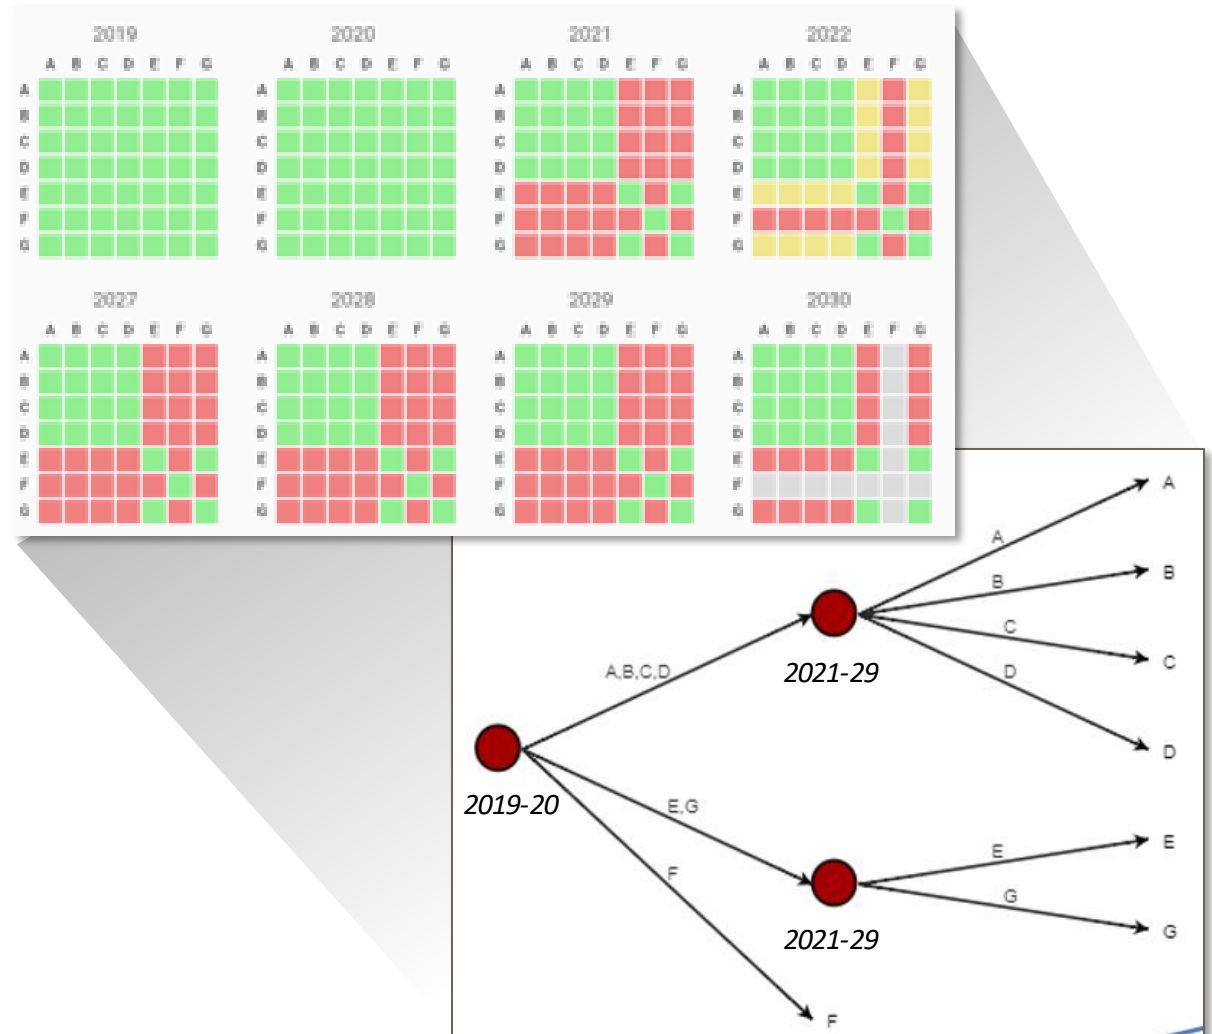 2019 2020 2021 2022
A B C D E F G A B C D E F G A B C D E F G A B C D E F G
A A A A
B B B B
C C C C
D D D D
E E E E
F F F F
G G G G
2027 2028 2029 2030
A B C D E F G A B C D E F G A B C D E F G A B C D E F G
A A A A
B B B B
C C C C
D D D D
E E E E
F F F F
G G G G
A
A
B
B
C
C
D
A,B,C,D
2021-29
D
2019-20
E,G
E
E
F
G
G
2021-29
F